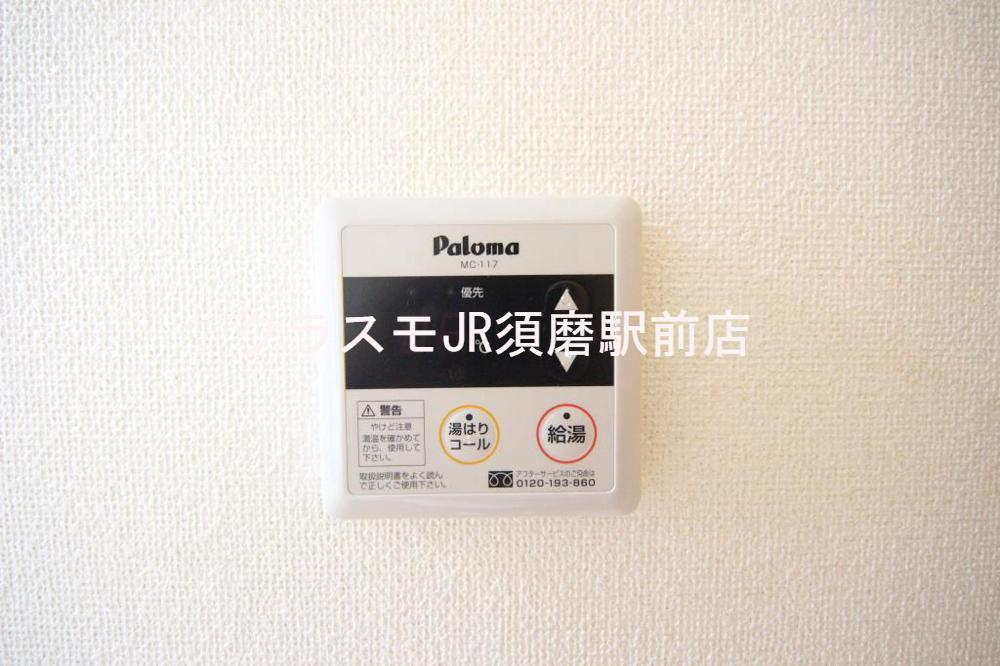 Paloma
MC-117
優先
スモJR須磨駅前店
℃
警告
やけど注意
湯温を確かめて
から、使用して
下さい。
湯はり
コール
給湯
取扱説明書をよく読ん
で正しくご使用下さい。
アフターサービスのご用命は
0120-193-860